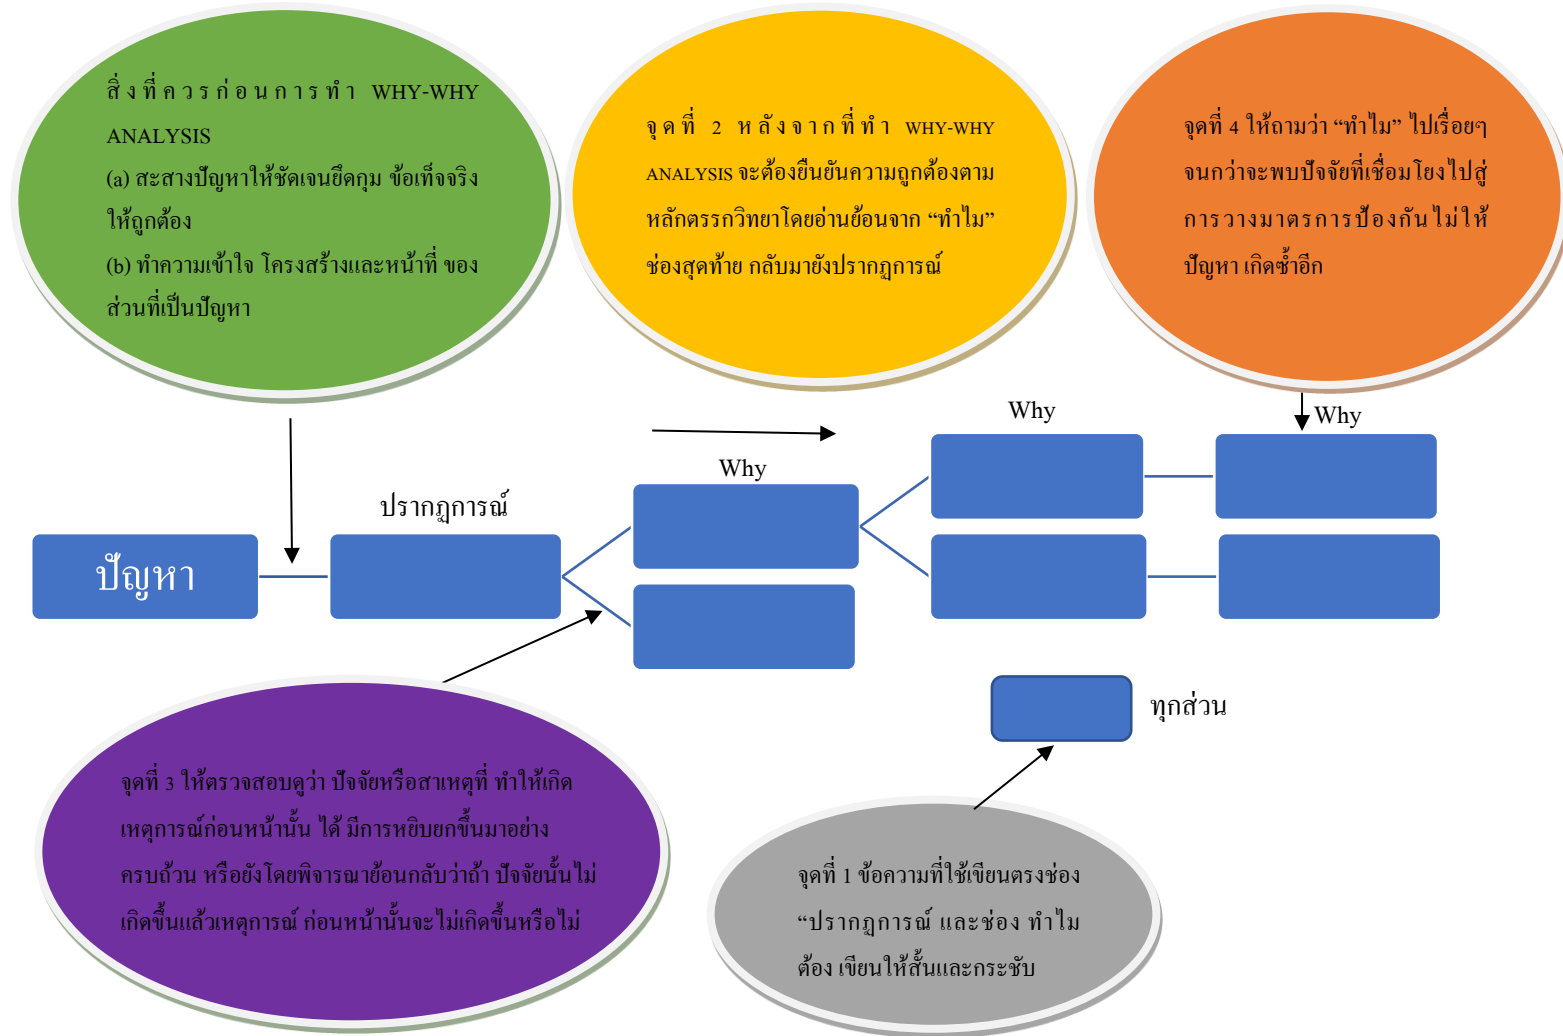 สิ่งที่ควรก่อนการทำ WHY-WHY
ANALYSIS
(a) สะสางปัญหาให้ชัดเจนยึดกุม ข้อเท็จจริง
ให้ถูกต้อง
(b) ทำความเข้าใจ โครงสร้างและหน้าที่ ของ
ส่วนที่เป็นปัญหา
จุดที่ 2 หลังจากที่ทำ WHY-WHY
ANALYSIS จะต้องยืนยันความถูกต้องตาม
หลักตรรกวิทยาโดยอ่านย้อนจาก “ทำไม”
ช่องสุดท้าย กลับมายังปรากฏการณ์
จุดที่ 4 ให้ถามว่า “ทำไม” ไปเรื่อยๆ
จนกว่าจะพบปัจจัยที่เชื่อมโยงไปสู่
การวางมาตรการป้องกันไม่ให้
ปัญหา เกิดซ้ำอีก
Why
Why
Why
ปรากฏการณ์
ปัญหา
ทุกส่วน
จุดที่ 3 ให้ตรวจสอบดูว่า ปัจจัยหรือสาเหตุที่ ทำให้เกิด
เหตุการณ์ก่อนหน้านั้น ได้ มีการหยิบยกขึ้นมาอย่าง
ครบถ้วน หรือยังโดยพิจารณาย้อนกลับว่าถ้า ปัจจัยนั้นไม่
เกิดขึ้นแล้วเหตุการณ์ ก่อนหน้านั้นจะไม่เกิดขึ้นหรือไม่
จุดที่ 1 ข้อความที่ใช้เขียนตรงช่อง
“ปรากฏการณ์ และช่อง ทำไม
ต้อง เขียนให้สั้นและกระชับ